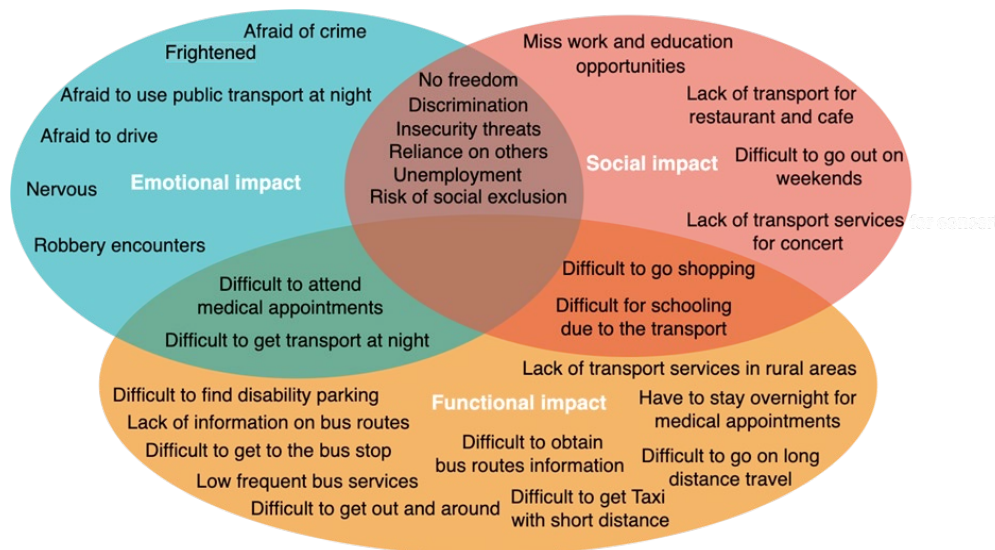 Afraid of crime
Frightened
Afraid to use public transport at night
Afraid to drive
Nervous
Emotional impact
Robbery encounters
No freedom
Discrimination
Insecurity threats
Reliance on others
Unemployment
Risk of social exclusion
Miss work and education
opportunities
Lack of transport for
restaurant and cafe
Social impact
Difficult to go out on
weekends
Lack of transport services
for concert
Difficult to attend
medical appointments
Difficult to get transport at night
Difficult to go shopping
Difficult for schooling
due to the transport
Difficult to find disability parking
Lack of information on bus routes
Difficult to get to the bus stop
Low frequent bus services
Difficult to get out and around
Functional impact
Lack of transport services in rural areas
Have to stay overnight for
medical appointments
Difficult to obtain
bus routes information
Difficult to go on long
distance travel
Difficult to get Taxi
with short distance